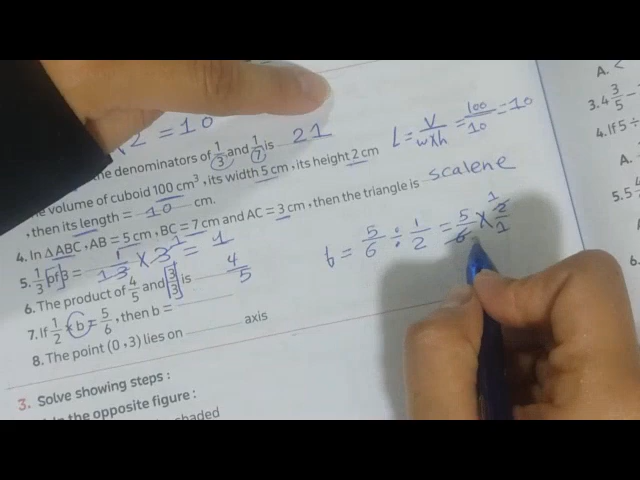 X 2 = 10
the denominators of 1/3 and 1/7 is 21
L = V/(w×h) = 100/10 = 10
volume of cuboid 100 cm³ , its width 5 cm , its height 2 cm
, then its length = 10 cm.
4. In △ABC , AB = 5 cm , BC = 7 cm and AC = 3 cm , then the triangle is scalene
5. 1/3 of 3 = 1/3 × 3 = 1
6. The product of 4/5 and 3/3 is 4/5
7. If 1/2 × b = 5/6 , then b =
b = 5/6 ÷ 1/2 = 5/6 × 2/1
8. The point (0 , 3) lies on axis
3. Solve showing steps :
In the opposite figure :
shaded
A. <
3. 4 3/5 -
4. If 5 ÷
A.
5. 5
6.